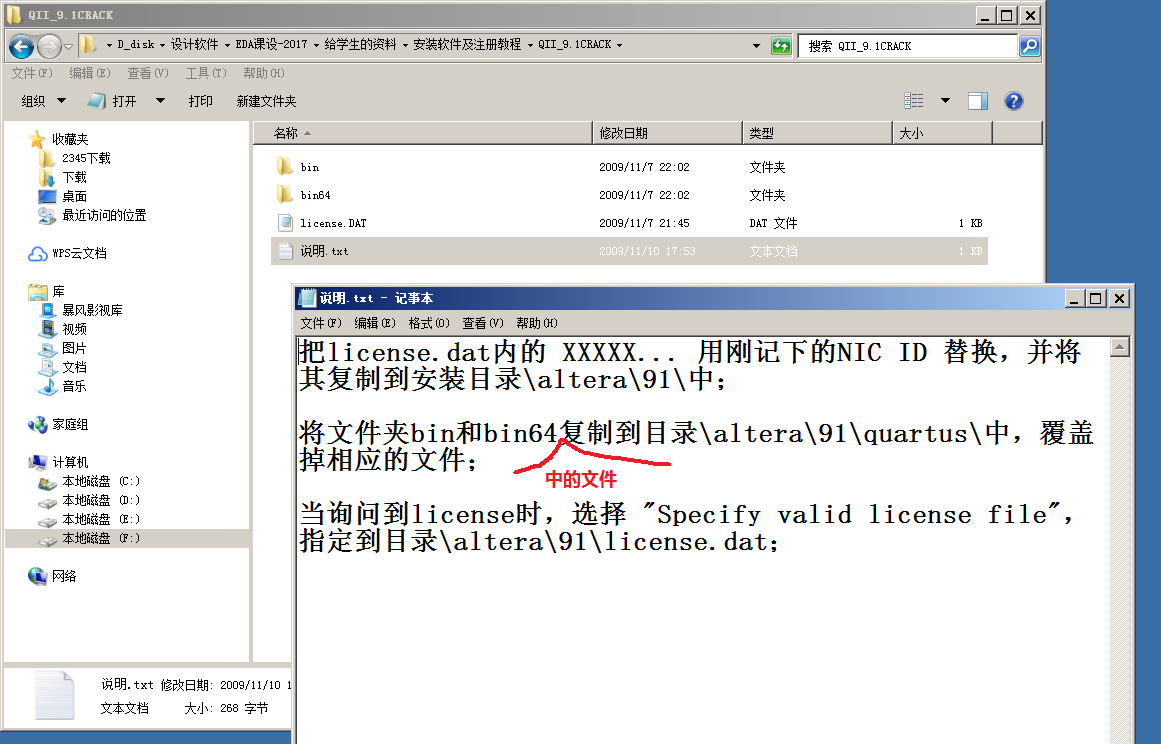 QII_9.1CRACK
D_disk 设计软件 EDA课设-2017 给学生的资料 安装软件及注册教程 QII_9.1CRACK
搜索 QII_9.1CRACK
文件(F) 编辑(E) 查看(V) 工具(T) 帮助(H)
组织 打开 打印 新建文件夹
名称 修改日期 类型 大小
收藏夹
2345下载
下载
桌面
最近访问的位置
WPS云文档
库
暴风影视库
视频
图片
文档
音乐
家庭组
计算机
本地磁盘 (C:)
本地磁盘 (D:)
本地磁盘 (E:)
本地磁盘 (F:)
网络
bin 2009/11/7 22:02 文件夹
bin64 2009/11/7 22:02 文件夹
license.DAT 2009/11/7 21:45 DAT 文件 1 KB
说明.txt 2009/11/10 17:53 文本文档 1 KB
说明.txt - 记事本
文件(F) 编辑(E) 格式(O) 查看(V) 帮助(H)
把license.dat内的 XXXXX... 用刚记下的NIC ID 替换，并将
其复制到安装目录\altera\91\中；
将文件夹bin和bin64复制到目录\altera\91\quartus\中，覆盖
掉相应的文件；
中的文件
当询问到license时，选择 "Specify valid license file"，
指定到目录\altera\91\license.dat；
说明.txt 修改日期: 2009/11/10 1
文本文档 大小: 268 字节